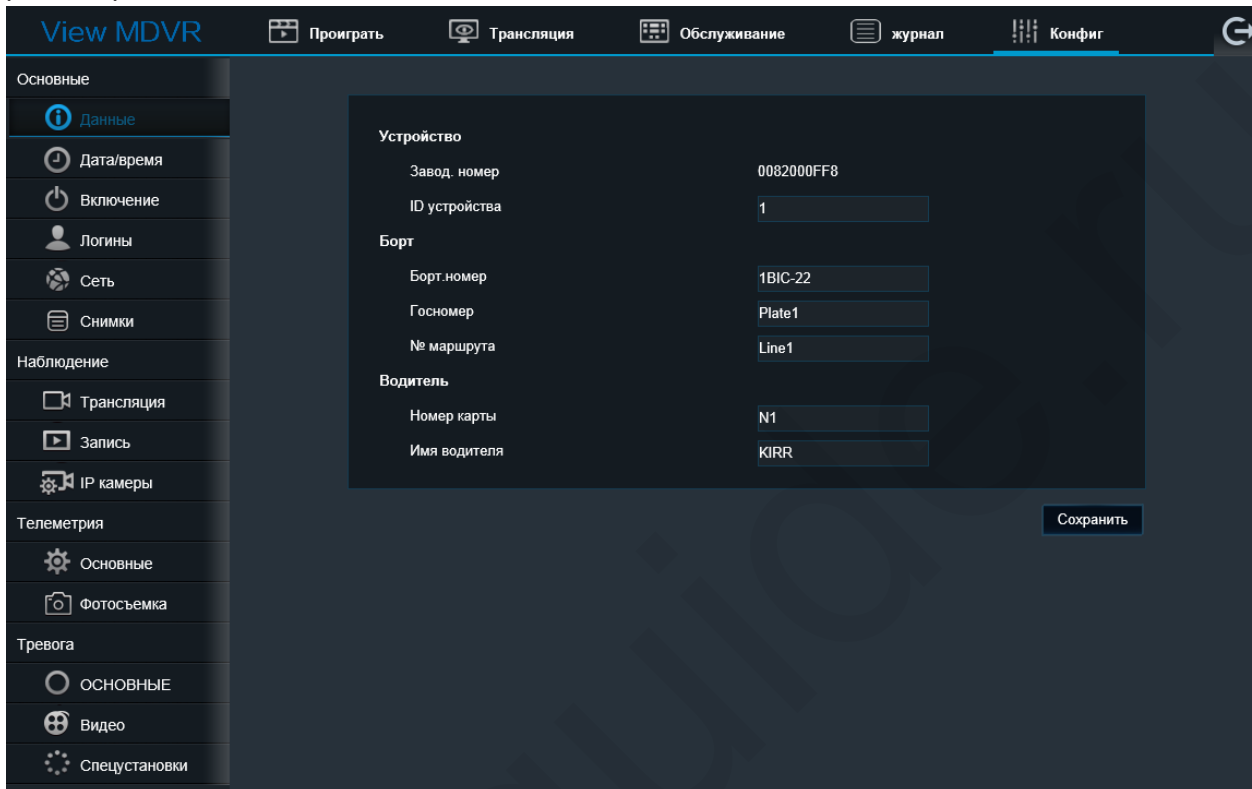 View MDVR
Проиграть
Трансляция
Обслуживание
журнал
Конфиг
Основные
Данные
Дата/время
Включение
Логины
Сеть
Снимки
Наблюдение
Трансляция
Запись
IP камеры
Телеметрия
Основные
Фотосъемка
Тревога
ОСНОВНЫЕ
Видео
Спецустановки
Устройство
Завод. номер 0082000FF8
ID устройства 1
Борт
Борт.номер 1BIC-22
Госномер Plate1
№ маршрута Line1
Водитель
Номер карты N1
Имя водителя KIRR
Сохранить